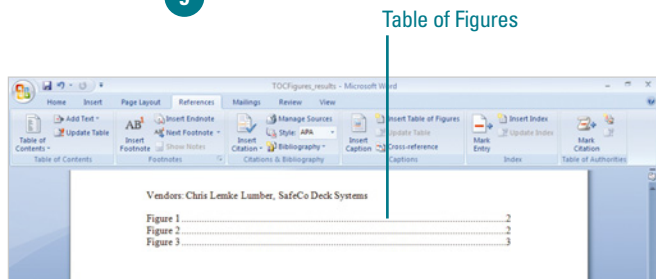 Table of Figures
TOCFigures_results - Microsoft Word
Home Insert Page Layout References Mailings Review View
Table of Contents
Add Text
Update Table
Table of Contents
AB¹
Insert Footnote
Insert Endnote
Next Footnote
Show Notes
Footnotes
Insert Citation
Manage Sources
Style: APA
Bibliography
Citations & Bibliography
Insert Caption
Insert Table of Figures
Update Table
Cross-reference
Captions
Mark Entry
Insert Index
Update Index
Index
Mark Citation
Table of Authorities
Vendors: Chris Lemke Lumber, SafeCo Deck Systems
Figure 1 ........ 2
Figure 2 ........ 2
Figure 3 ........ 3